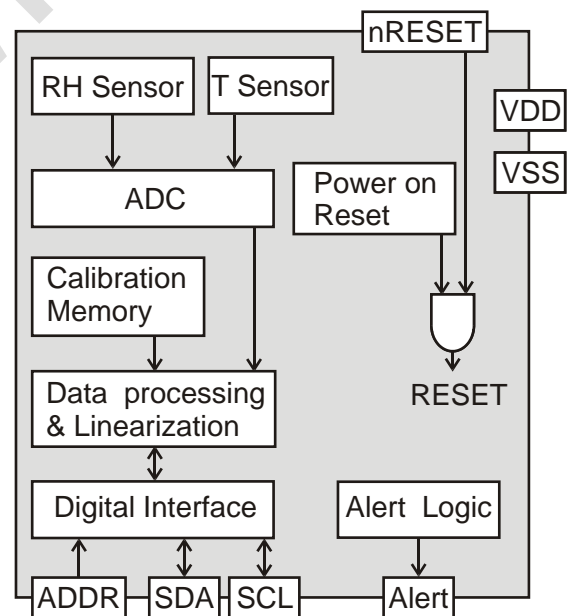 nRESET
RH Sensor
T Sensor
VDD
VSS
ADC
Power on
Reset
Calibration
Memory
RESET
Data processing
& Linearization
Digital Interface
Alert Logic
ADDR
SDA
SCL
Alert